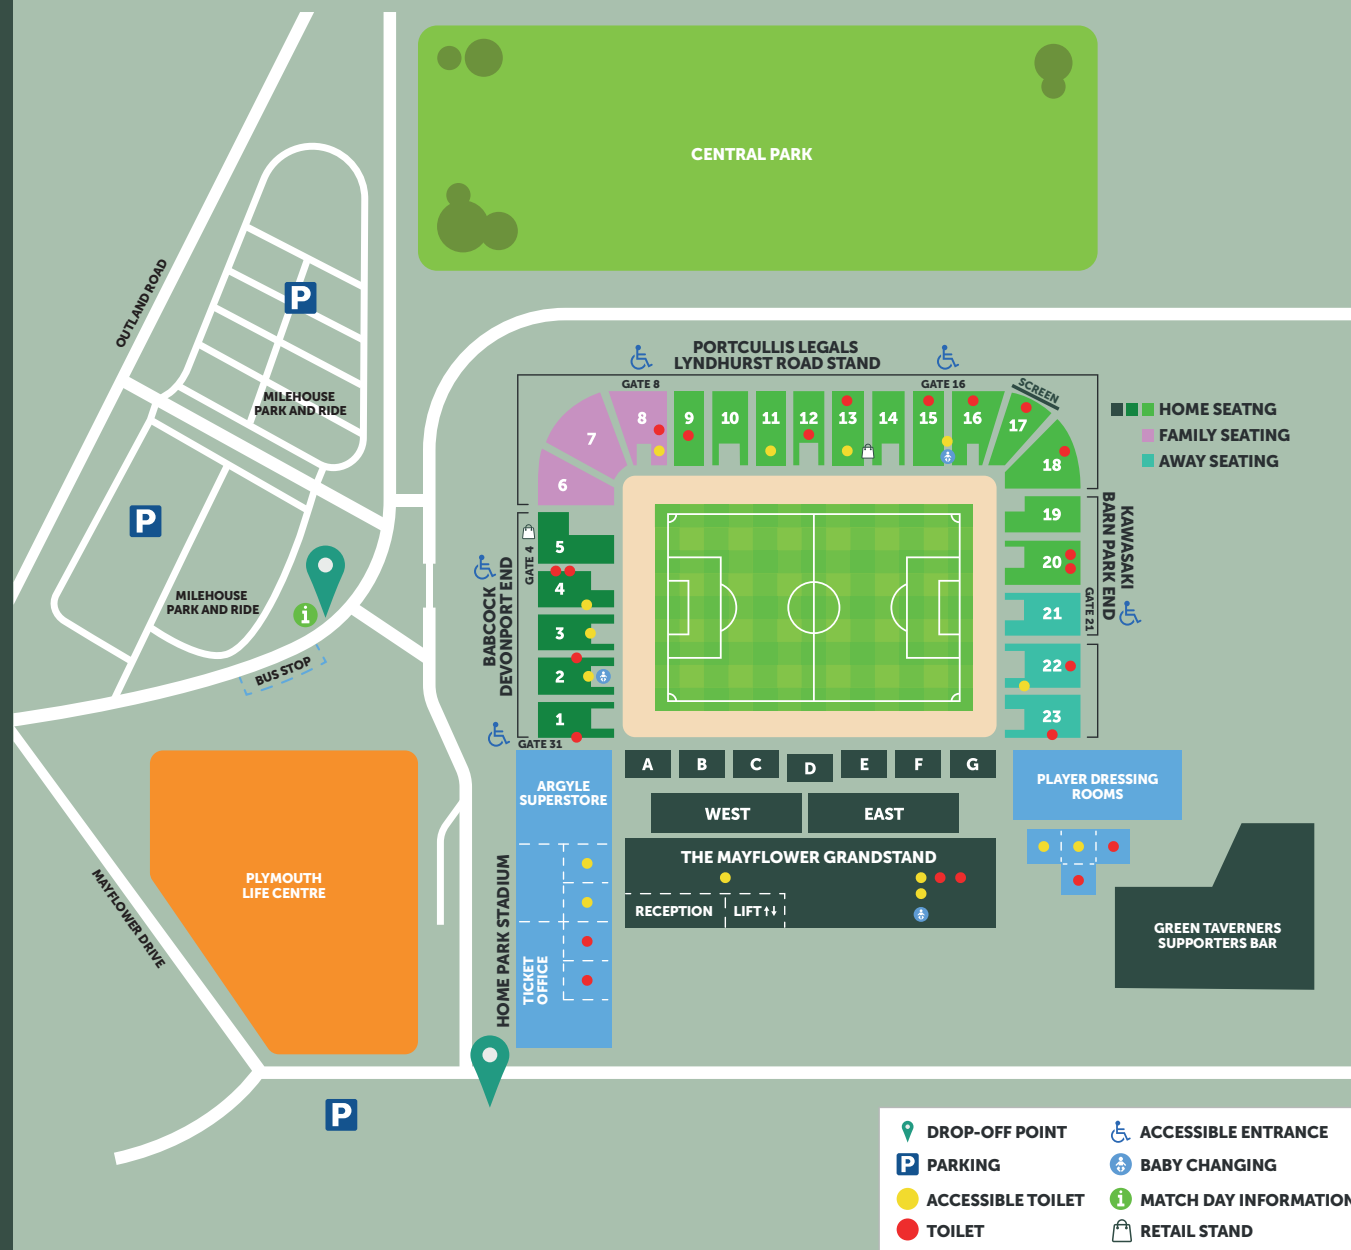 CENTRAL PARK
OUTLAND ROAD
P
MILEHOUSE
PARK AND RIDE
P
MILEHOUSE
PARK AND RIDE
i
BUS STOP
PORTCULLIS LEGALS
LYNDHURST ROAD STAND
GATE 8
GATE 16
SCREEN
8
9
10
11
12
13
14
15
16
17
7
18
6
HOME SEATNG
FAMILY SEATING
AWAY SEATING
BABCOCK
DEVONPORT END
GATE 4
5
4
3
2
1
GATE 31
19
20
21
22
23
KAWASAKI
BARN PARK END
GATE 21
A
B
C
D
E
F
G
WEST
EAST
THE MAYFLOWER GRANDSTAND
RECEPTION
LIFT
ARGYLE
SUPERSTORE
TICKET
OFFICE
HOME PARK STADIUM
PLAYER DRESSING
ROOMS
GREEN TAVERNERS
SUPPORTERS BAR
PLYMOUTH
LIFE CENTRE
MAYFLOWER DRIVE
P
DROP-OFF POINT
P PARKING
ACCESSIBLE TOILET
TOILET
ACCESSIBLE ENTRANCE
BABY CHANGING
i MATCH DAY INFORMATION
RETAIL STAND